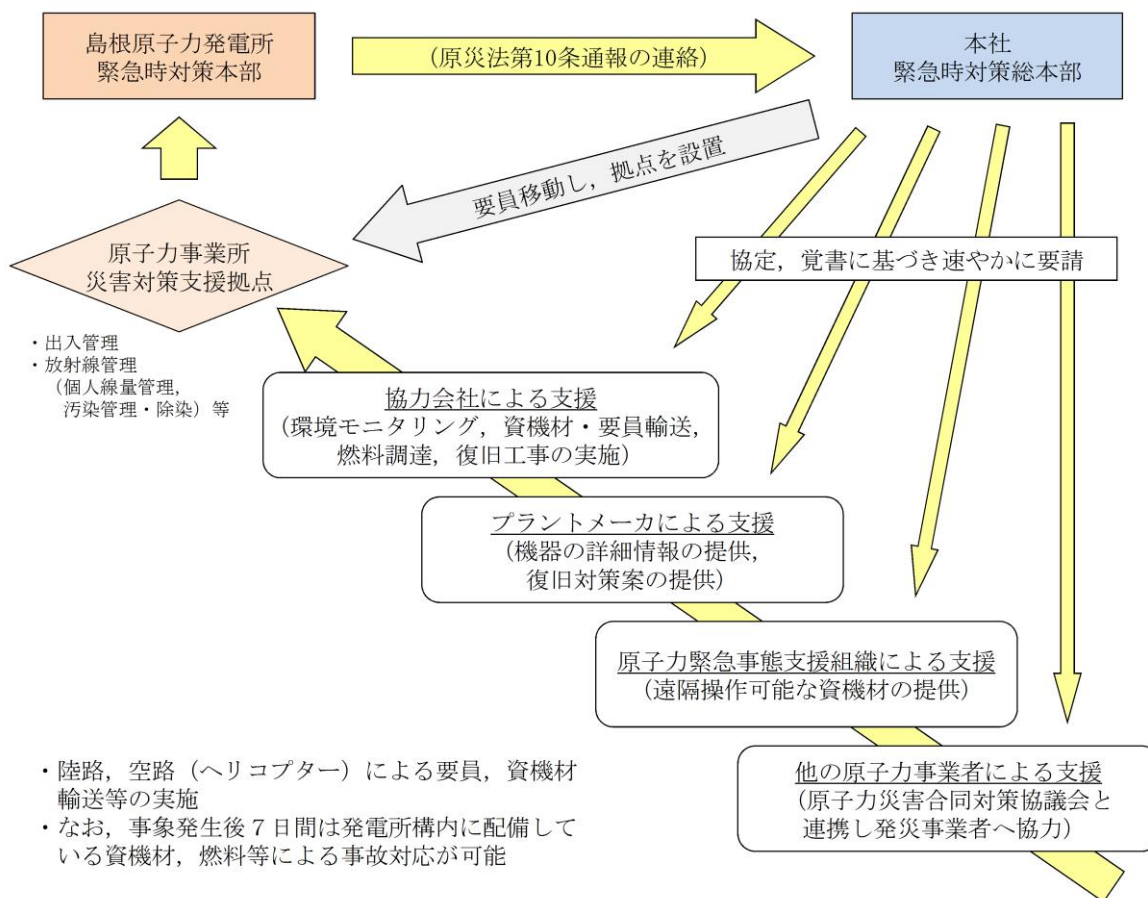 島根原子力発電所
緊急時対策本部
(原災法第10条通報の連絡)
本社
緊急時対策総本部
要員移動し，拠点を設置
原子力事業所
災害対策支援拠点
協定，覚書に基づき速やかに要請
・出入管理
・放射線管理
（個人線量管理，
汚染管理・除染）等
協力会社による支援
(環境モニタリング，資機材・要員輸送，
燃料調達，復旧工事の実施)
プラントメーカによる支援
(機器の詳細情報の提供，
復旧対策案の提供)
原子力緊急事態支援組織による支援
(遠隔操作可能な資機材の提供)
他の原子力事業者による支援
(原子力災害合同対策協議会と
連携し発災事業者へ協力)
・陸路，空路（ヘリコプター）による要員，資機材
輸送等の実施
・なお，事象発生後７日間は発電所構内に配備して
いる資機材，燃料等による事故対応が可能